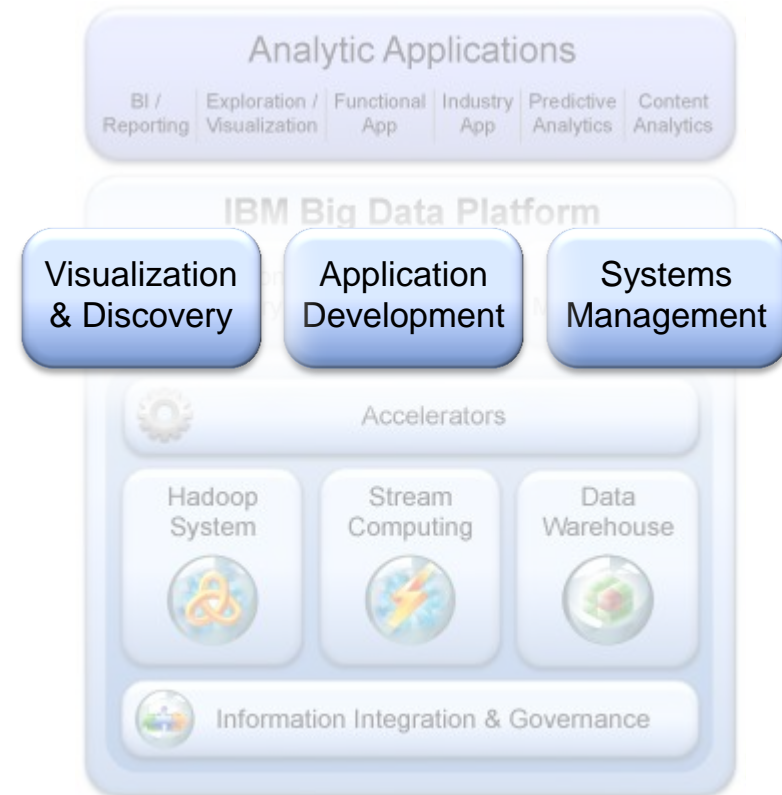 Analytic Applications
BI / Reporting
Exploration / Visualization
Functional App
Industry App
Predictive Analytics
Content Analytics
IBM Big Data Platform
Visualization
& Discovery
Application
Development
Systems
Management
Accelerators
Hadoop
System
Stream
Computing
Data
Warehouse
Information Integration & Governance